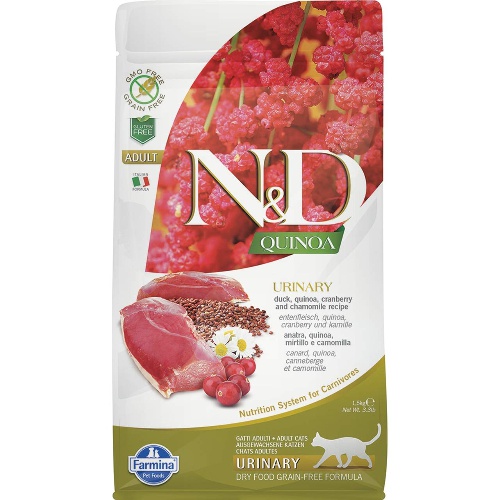 GMO FREE
GRAIN FREE
GLUTEN
FREE
ADULT
ITALIAN
FORMULA
N&D
QUINOA
URINARY
duck, quinoa, cranberry
and chamomile recipe
entenfleisch, quinoa,
cranberry und kamille
anatra, quinoa,
mirtillo e camomilla
canard, quinoa,
canneberge
et camomille
Nutrition System for Carnivores
1.5kg℮
Net Wt. 3.3lb
GATTI ADULTI • ADULT CATS
AUSGEWACHSENE KATZEN
CHATS ADULTES
URINARY
DRY FOOD GRAIN-FREE FORMULA
Farmina
Pet Foods